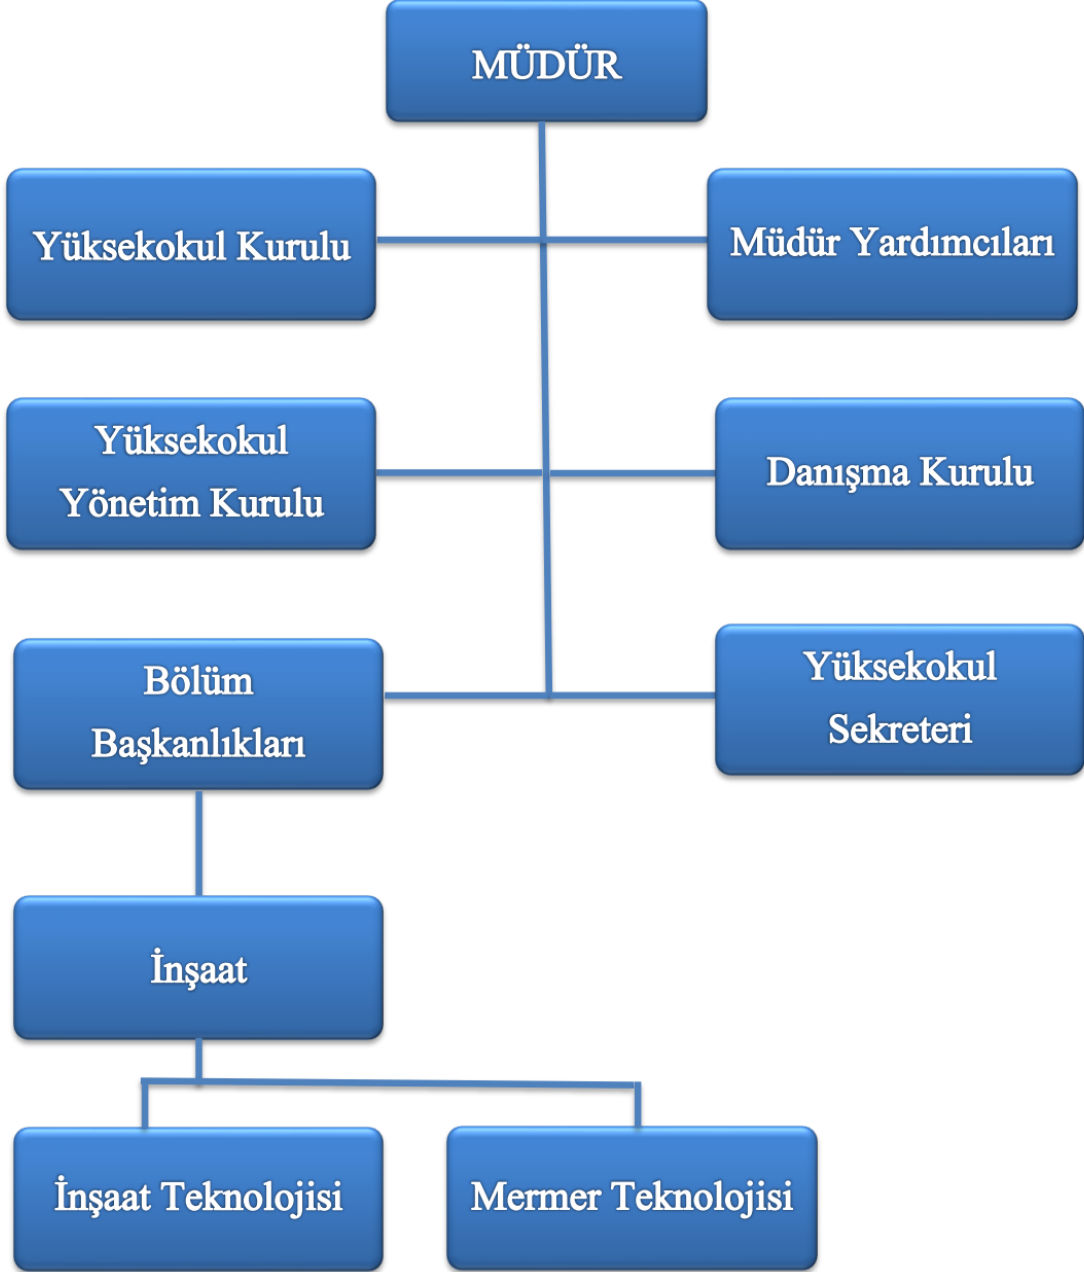 MÜDÜR
Yüksekokul Kurulu
Müdür Yardımcıları
Yüksekokul
Yönetim Kurulu
Danışma Kurulu
Bölüm
Başkanlıkları
Yüksekokul
Sekreteri
İnşaat
İnşaat Teknolojisi
Mermer Teknolojisi